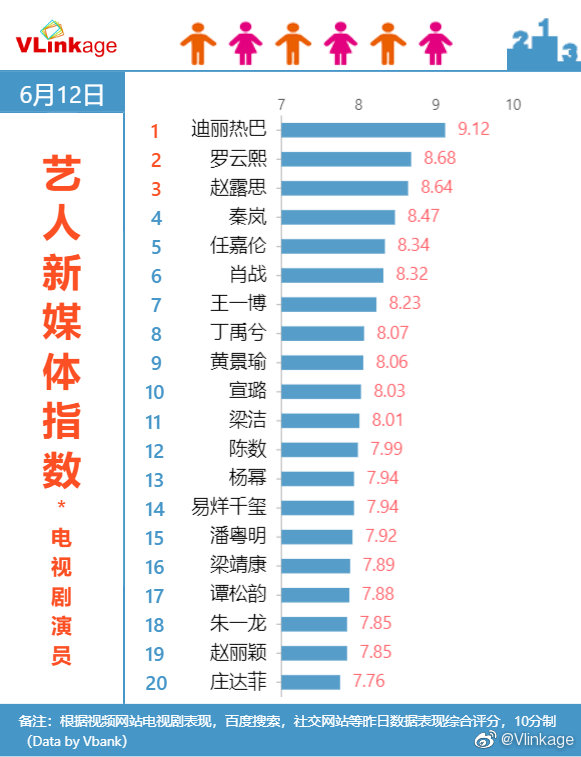 VLinkage
1
2
3
6月12日
艺人新媒体指数
*
电视剧演员
7 8 9 10
1 迪丽热巴 9.12
2 罗云熙 8.68
3 赵露思 8.64
4 秦岚 8.47
5 任嘉伦 8.34
6 肖战 8.32
7 王一博 8.23
8 丁禹兮 8.07
9 黄景瑜 8.06
10 宣璐 8.03
11 梁洁 8.01
12 陈数 7.99
13 杨幂 7.94
14 易烊千玺 7.94
15 潘粤明 7.92
16 梁靖康 7.89
17 谭松韵 7.88
18 朱一龙 7.85
19 赵丽颖 7.85
20 庄达菲 7.76
备注：根据视频网站电视剧表现，百度搜索，社交网站等昨日数据表现综合评分，10分制
（Data by Vbank）
@Vlinkage